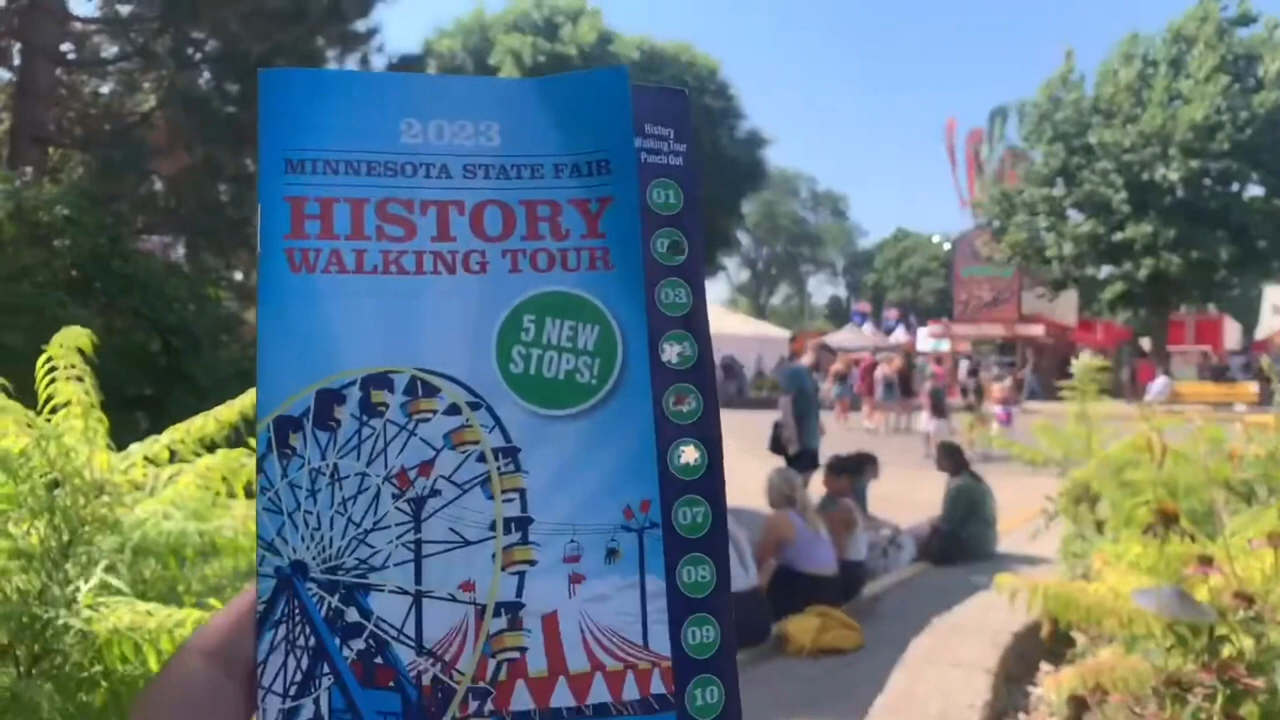 2023
MINNESOTA STATE FAIR
HISTORY
WALKING TOUR
5 NEW
STOPS!
History
Walking Tour
Punch Out
01
03
07
08
09
10